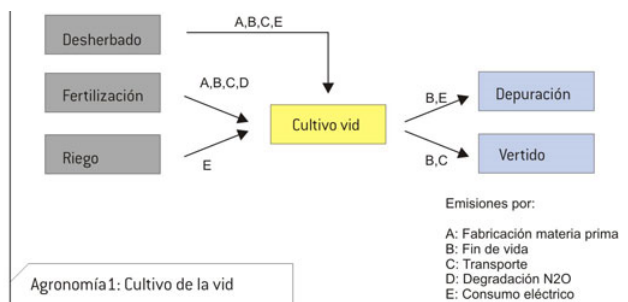 A,B,C,E
Desherbado
Fertilización
A,B,C,D
Cultivo vid
B,E
Depuración
Riego
E
B,C
Vertido
Emisiones por:
A: Fabricación materia prima
B: Fin de vida
C: Transporte
D: Degradación N2O
E: Consumo eléctrico
Agronomía1: Cultivo de la vid